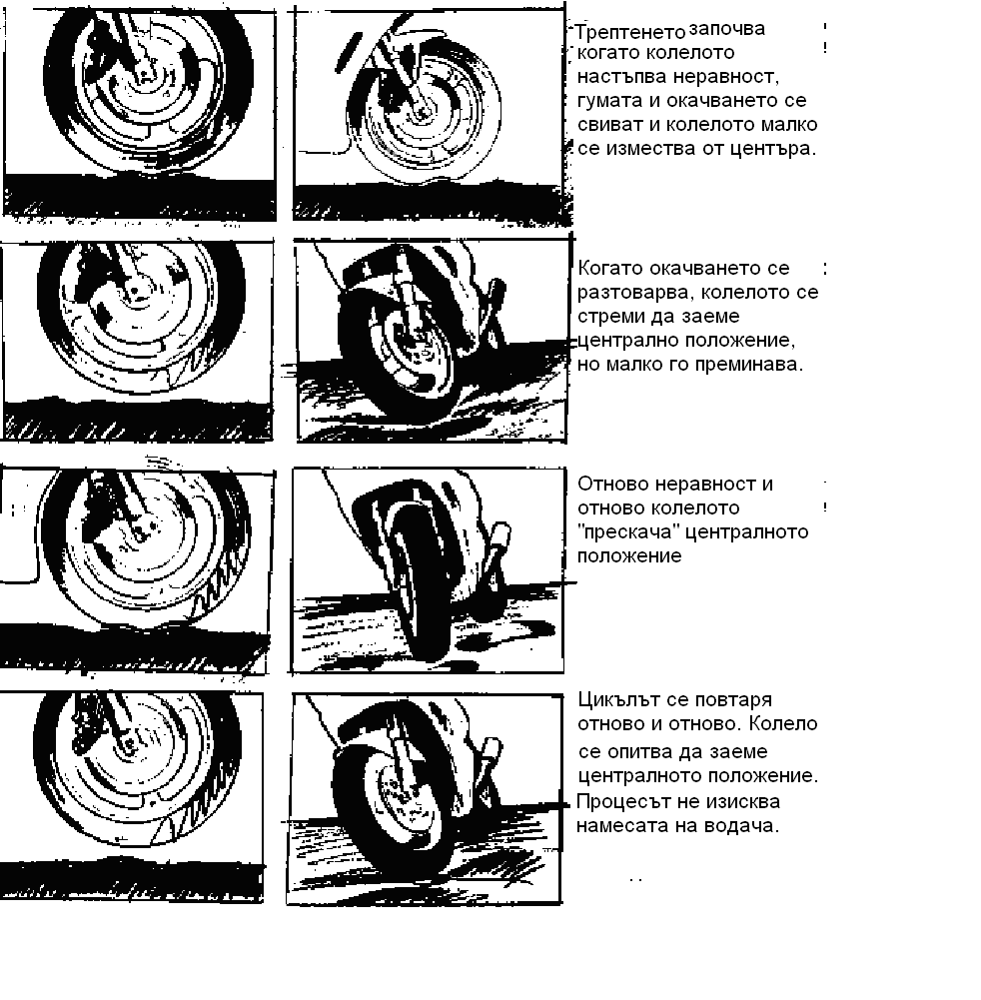 Трептенето започва
когато колелото
настъпва неравност,
гумата и окачването се
свиват и колелото малко
се измества от центъра.
Когато окачването се
разтоварва, колелото се
стреми да заеме
централно положение,
но малко го преминава.
Отново неравност и
отново колелото
"прескача" централното
положение
Цикълът се повтаря
отново и отново. Колело
се опитва да заеме
централното положение.
Процесът не изисква
намесата на водача.